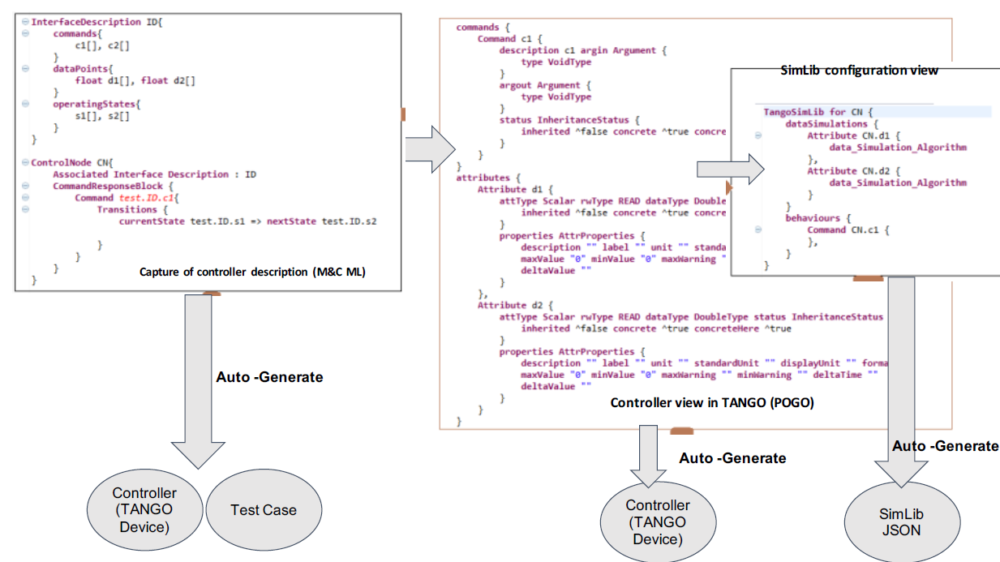 InterfaceDescription ID{
commands{
c1[], c2[]
}
dataPoints{
float d1[], float d2[]
}
operatingStates{
s1[], s2[]
}
}
ControlNode CN{
Associated Interface Description : ID
CommandResponseBlock {
Command test.ID.c1{
Transitions {
currentState test.ID.s1 => nextState test.ID.s2
}
}
}
}
Capture of controller description (M&C ML)
commands {
Command c1 {
description c1 argin Argument {
type VoidType
}
argout Argument {
type VoidType
}
status InheritanceStatus {
inherited ^false concrete ^true concre
}
}
}
attributes {
Attribute d1 {
attType Scalar rwType READ dataType Double
inherited ^false concrete ^true concre
}
properties AttrProperties {
description "" label "" unit "" standa
maxValue "0" minValue "0" maxWarning "
deltaValue ""
}
},
Attribute d2 {
attType Scalar rwType READ dataType DoubleType status InheritanceStatus
inherited ^false concrete ^true concreteHere ^true
}
properties AttrProperties {
description "" label "" unit "" standardUnit "" displayUnit "" forma
maxValue "0" minValue "0" maxWarning "" minWarning "" deltaTime ""
deltaValue ""
}
}
}
Controller view in TANGO (POGO)
SimLib configuration view
TangoSimLib for CN {
dataSimulations {
Attribute CN.d1 {
data_Simulation_Algorithm
},
Attribute CN.d2 {
data_Simulation_Algorithm
}
}
behaviours {
Command CN.c1 {
},
}
}
Auto -Generate
Auto -Generate
Auto -Generate
Controller
(TANGO
Device)
Test Case
Controller
(TANGO
Device)
SimLib
JSON